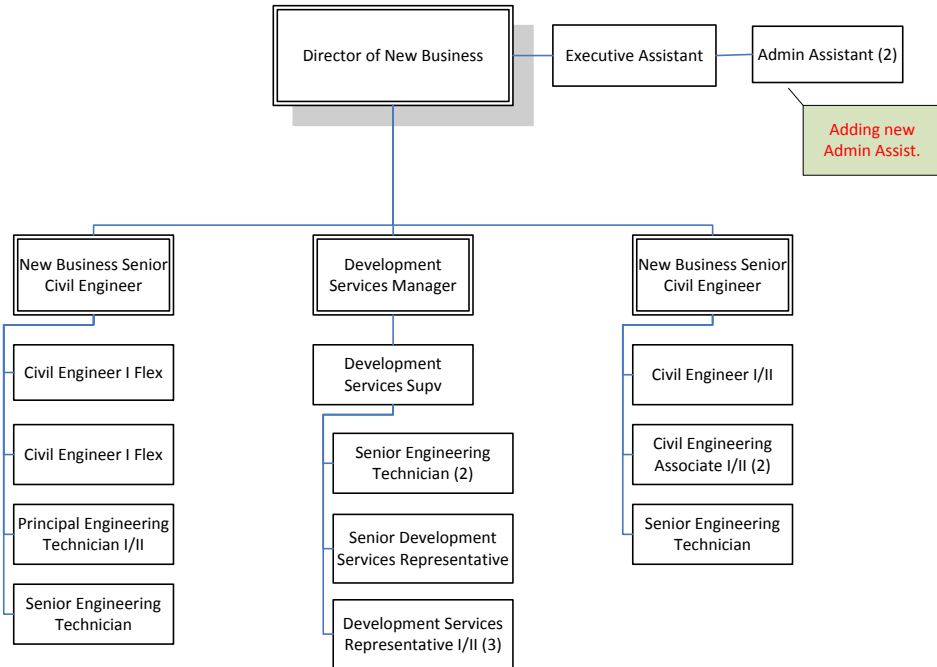 Director of New Business
Executive Assistant
Admin Assistant (2)
Adding new
Admin Assist.
New Business Senior
Civil Engineer
Development
Services Manager
New Business Senior
Civil Engineer
Civil Engineer I Flex
Civil Engineer I Flex
Principal Engineering
Technician I/II
Senior Engineering
Technician
Development
Services Supv
Senior Engineering
Technician (2)
Senior Development
Services Representative
Development Services
Representative I/II (3)
Civil Engineer I/II
Civil Engineering
Associate I/II (2)
Senior Engineering
Technician